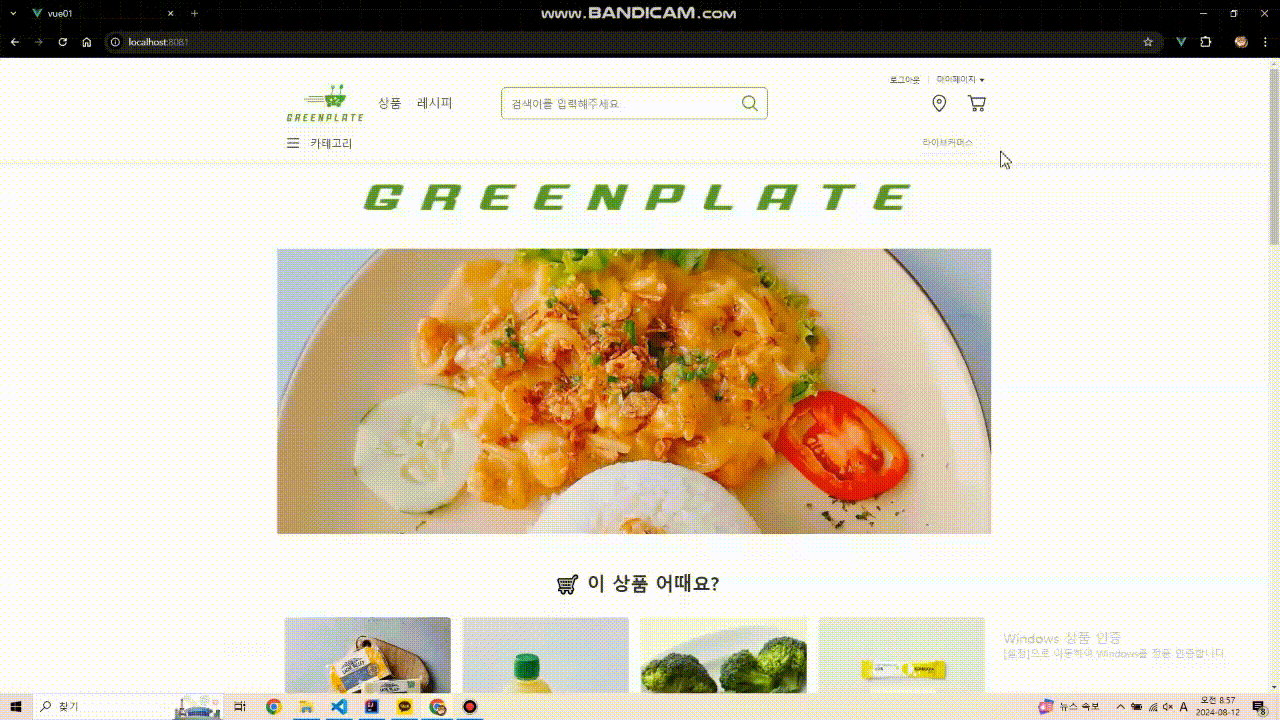 www.BANDICAM.com
vue01
localhost:8081
로그아웃
마이페이지
GREENPLATE
상품 레시피
검색어를 입력해주세요
카테고리
라이브커머스
GREENPLATE
이 상품 어때요?
Windows 정품 인증
[설정]으로 이동하여 Windows를 정품 인증합니다.
찾기
뉴스 속보
A
오전 8:57
2024-08-12
8